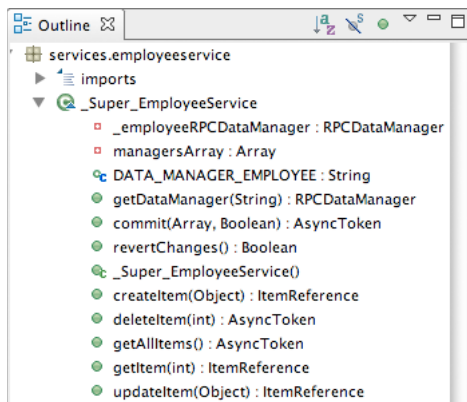 Outline
services.employeeservice
imports
_Super_EmployeeService
_employeeRPCDataManager : RPCDataManager
managersArray : Array
DATA_MANAGER_EMPLOYEE : String
getDataManager(String) : RPCDataManager
commit(Array, Boolean) : AsyncToken
revertChanges() : Boolean
_Super_EmployeeService()
createItem(Object) : ItemReference
deleteItem(int) : AsyncToken
getAllItems() : AsyncToken
getItem(int) : ItemReference
updateItem(Object) : ItemReference